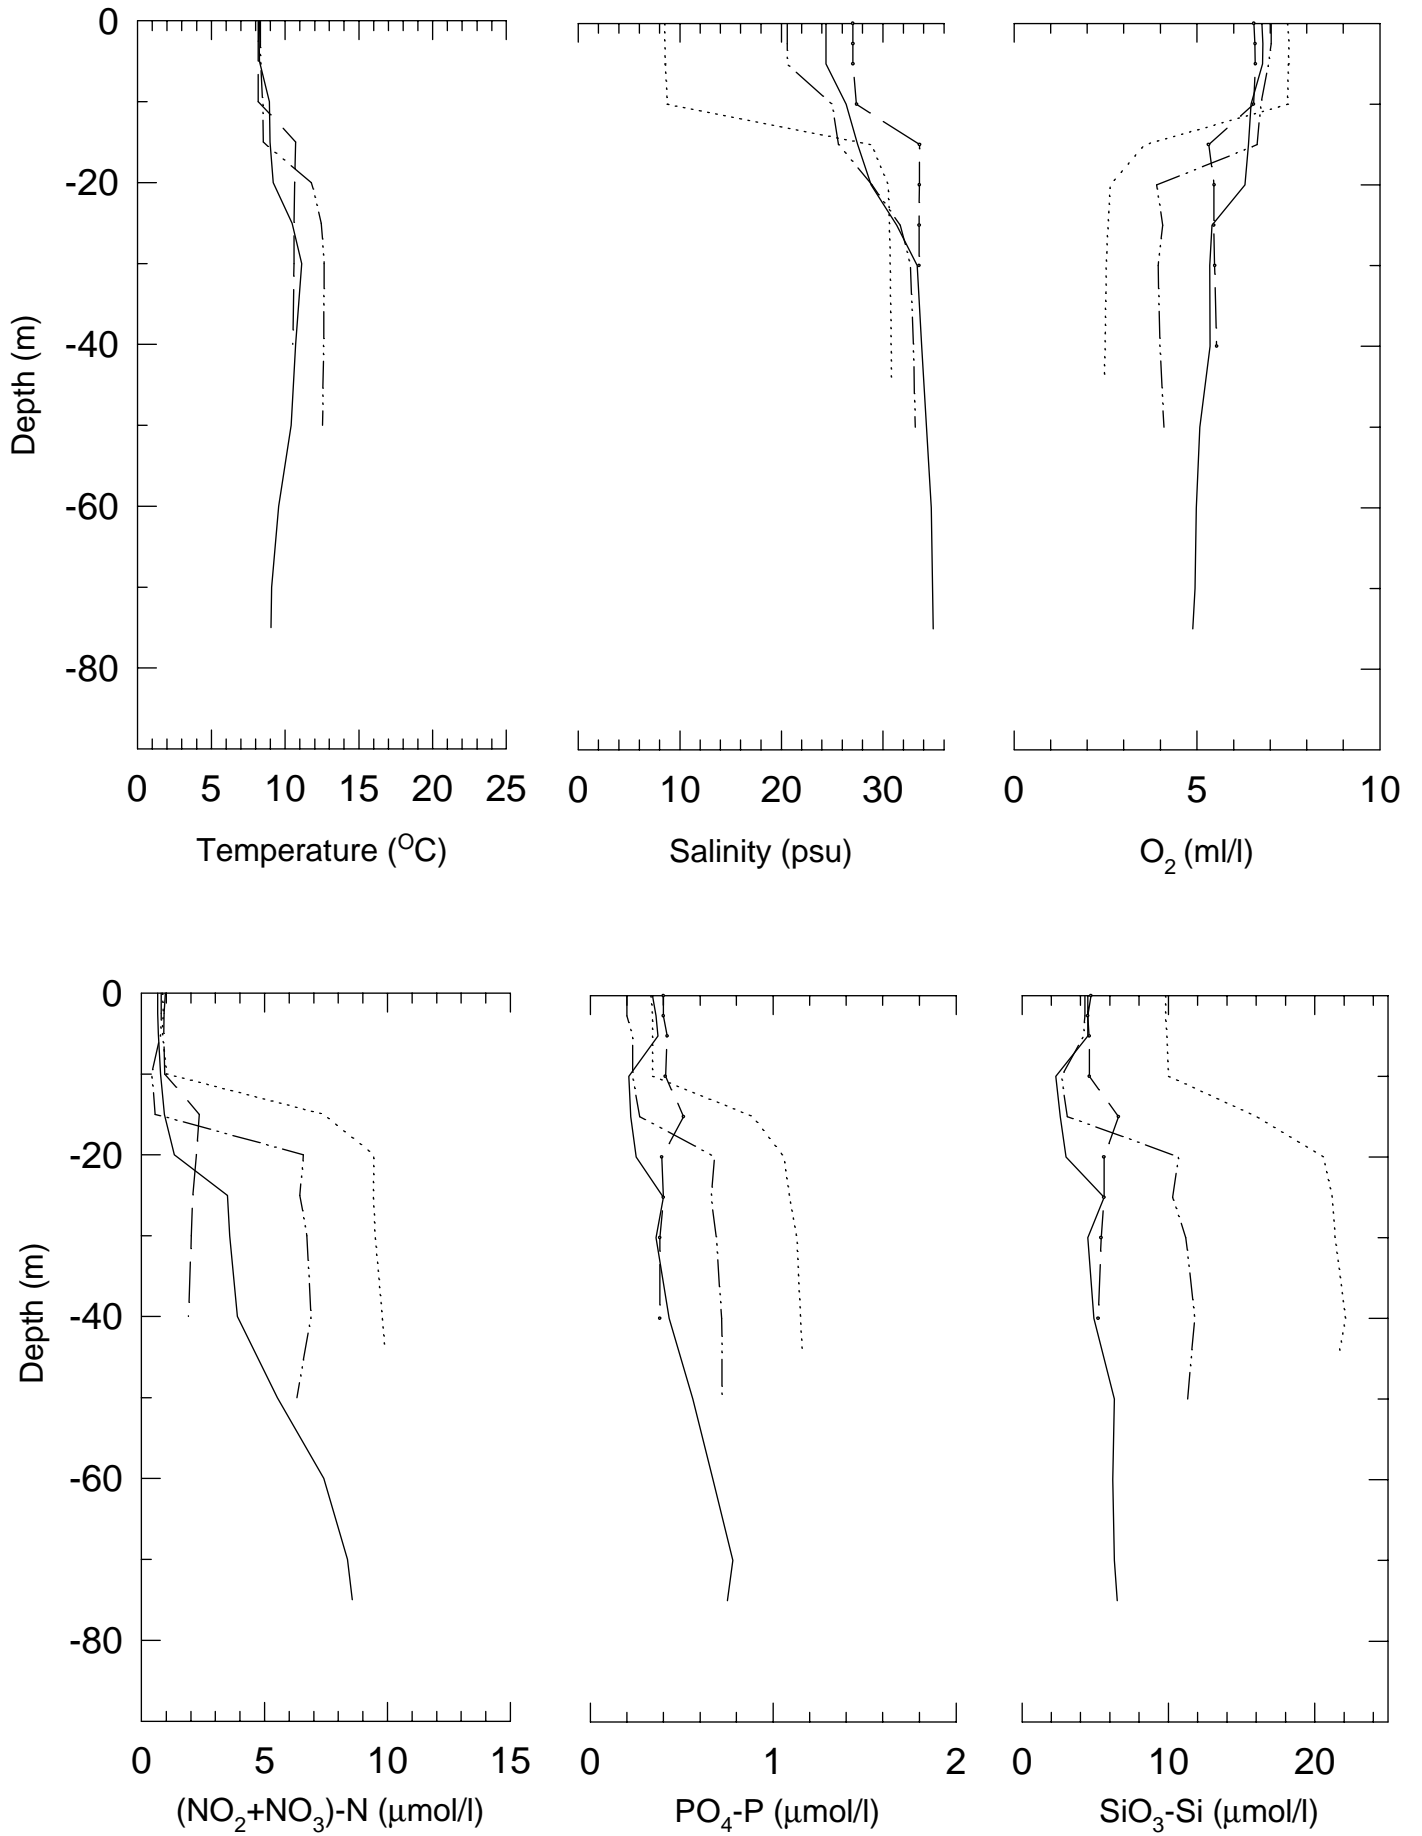 0
-20
-40
-60
-80
Depth (m)
0 5 10 15 20 25
0 10 20 30
0 5 10
Temperature (°C)
Salinity (psu)
O₂ (ml/l)
0
-20
-40
-60
-80
Depth (m)
0 5 10 15
0 1 2
0 10 20
(NO₂+NO₃)-N (μmol/l)
PO₄-P (μmol/l)
SiO₃-Si (μmol/l)